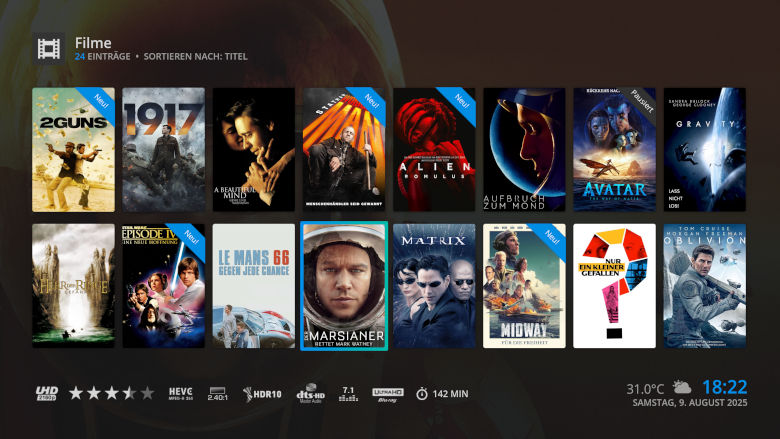 Filme
24 EINTRÄGE • SORTIEREN NACH: TITEL
Neu!
2GUNS
1917
A BEAUTIFUL
MIND
Neu!
STATHAM
MAN
MENSCHENHÄNDLER SEID GEWARNT
Neu!
ALIEN
ROMULUS
AUFBRUCH
ZUM MOND
Pausiert
AVATAR
THE WAY OF WATER
SANDRA BULLOCK
GEORGE CLOONEY
GRAVITY
LASS
NICHT
LOS!
HERR DER RINGE
Neu!
STAR WARS
EPISODE IV
EINE NEUE HOFFNUNG
LE MANS 66
GEGEN JEDE CHANCE
DER
MARSIANER
RETTET MARK WATNEY
MATRIX
Neu!
MIDWAY
FÜR DIE FREIHEIT
NUR
EIN KLEINER
GEFALLEN
TOM CRUISE
MORGAN FREEMAN
OBLIVION
UHD
2160p
HEVC
MPEG-H 265
2.40:1
HDR10
dts-HD
Master Audio
7.1
ULTRA HD
Blu-ray
142 MIN
31.0°C
18:22
SAMSTAG, 9. AUGUST 2025